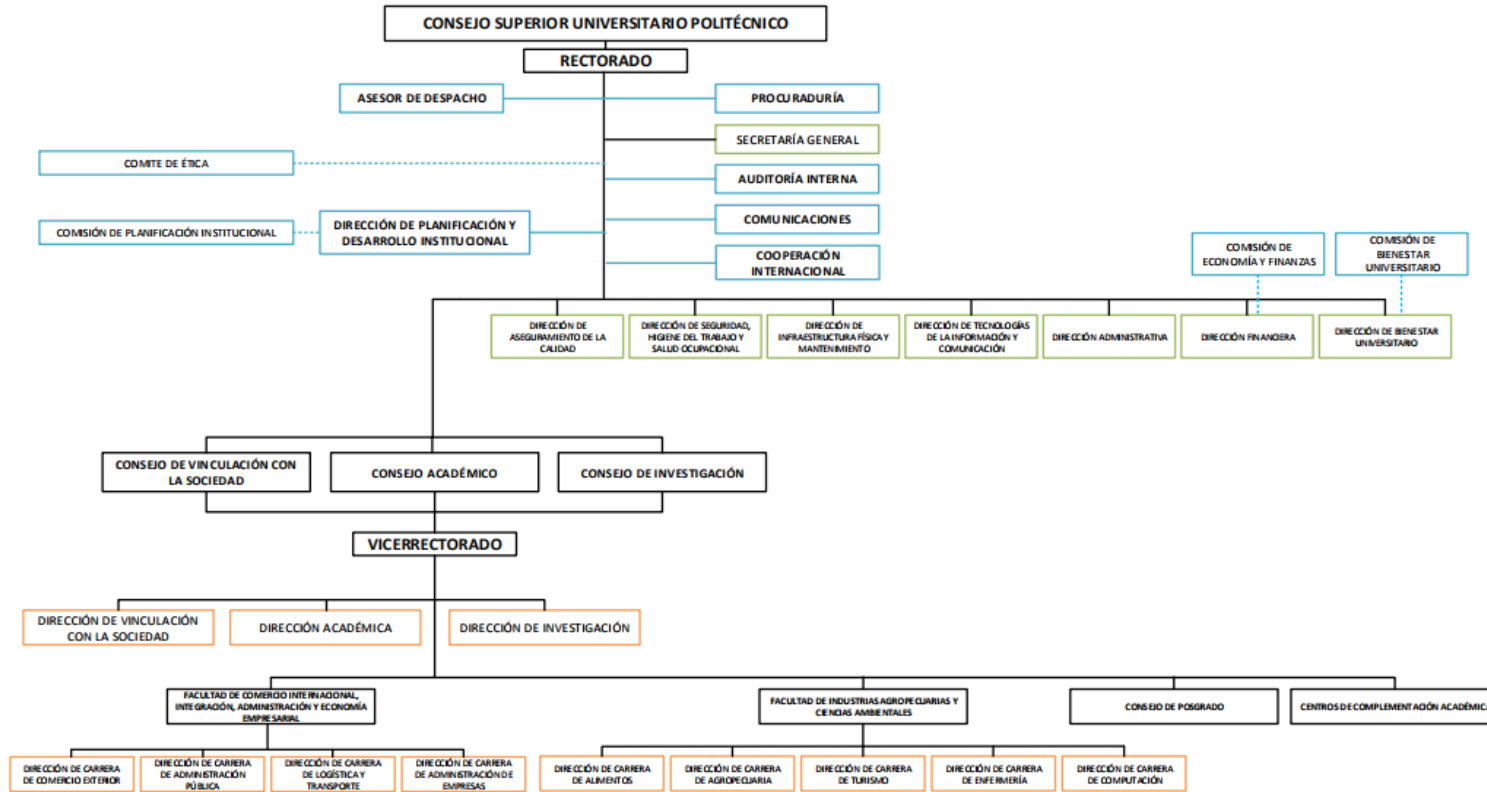 CONSEJO SUPERIOR UNIVERSITARIO POLITÉCNICO
RECTORADO
ASESOR DE DESPACHO
PROCURADURÍA
SECRETARÍA GENERAL
COMITE DE ÉTICA
AUDITORÍA INTERNA
COMISIÓN DE PLANIFICACIÓN INSTITUCIONAL
DIRECCIÓN DE PLANIFICACIÓN Y
DESARROLLO INSTITUCIONAL
COMUNICACIONES
COOPERACIÓN
INTERNACIONAL
COMISIÓN DE
ECONOMÍA Y FINANZAS
COMISIÓN DE
BIENESTAR
UNIVERSITARIO
DIRECCIÓN DE
ASEGURAMIENTO DE LA
CALIDAD
DIRECCIÓN DE SEGURIDAD,
HIGIENE DEL TRABAJO Y
SALUD OCUPACIONAL
DIRECCIÓN DE
INFRAESTRUCTURA FÍSICA Y
MANTENIMIENTO
DIRECCIÓN DE TECNOLOGÍAS
DE LA INFORMACIÓN Y
COMUNICACIÓN
DIRECCIÓN ADMINISTRATIVA
DIRECCIÓN FINANCIERA
DIRECCIÓN DE BIENESTAR
UNIVERSITARIO
CONSEJO DE VINCULACIÓN CON
LA SOCIEDAD
CONSEJO ACADÉMICO
CONSEJO DE INVESTIGACIÓN
VICERRECTORADO
DIRECCIÓN DE VINCULACIÓN
CON LA SOCIEDAD
DIRECCIÓN ACADÉMICA
DIRECCIÓN DE INVESTIGACIÓN
FACULTAD DE COMERCIO INTERNACIONAL,
INTEGRACIÓN, ADMINISTRACIÓN Y ECONOMÍA
EMPRESARIAL
FACULTAD DE INDUSTRIAS AGROPECUARIAS Y
CIENCIAS AMBIENTALES
CONSEJO DE POSGRADO
CENTROS DE COMPLEMENTACIÓN ACADÉMICA
DIRECCIÓN DE CARRERA
DE COMERCIO EXTERIOR
DIRECCIÓN DE CARRERA
DE ADMINISTRACIÓN
PÚBLICA
DIRECCIÓN DE CARRERA
DE LOGÍSTICA Y
TRANSPORTE
DIRECCIÓN DE CARRERA
DE ADMINISTRACIÓN DE
EMPRESAS
DIRECCIÓN DE CARRERA
DE ALIMENTOS
DIRECCIÓN DE CARRERA
DE AGROPECUARIA
DIRECCIÓN DE CARRERA
DE TURISMO
DIRECCIÓN DE CARRERA
DE ENFERMERÍA
DIRECCIÓN DE CARRERA
DE COMPUTACIÓN